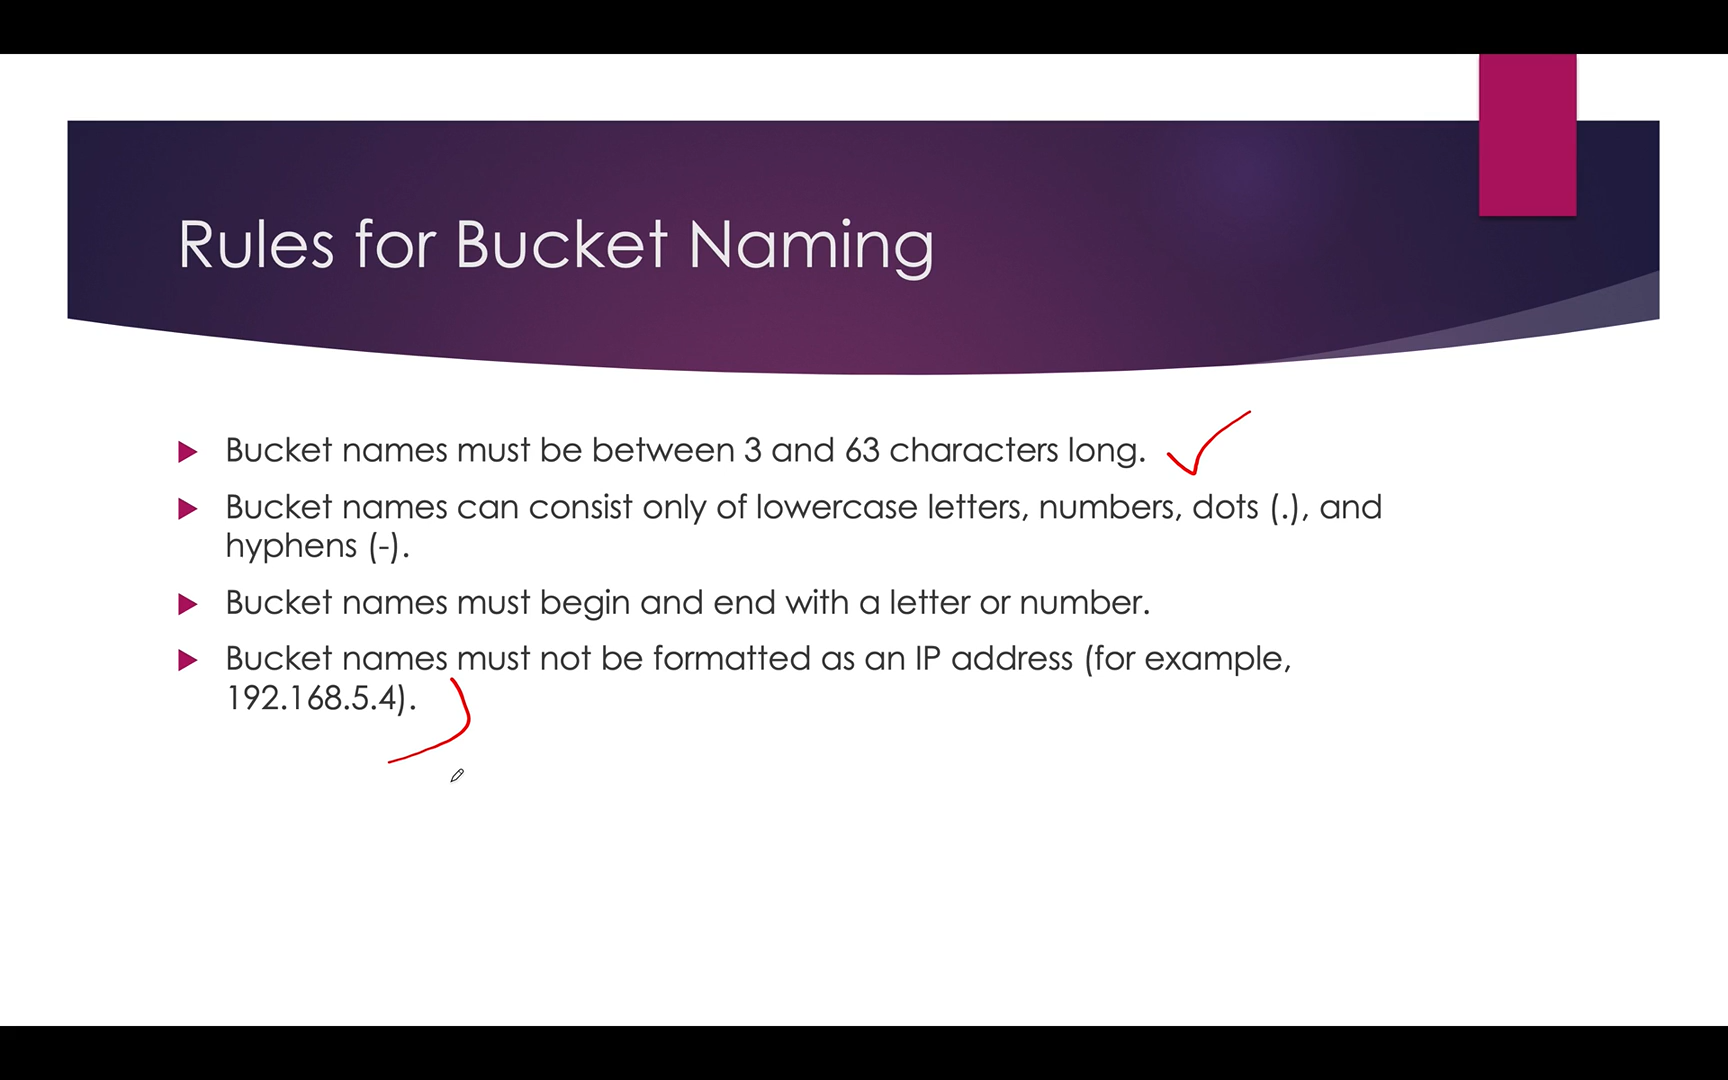 Rules for Bucket Naming
Bucket names must be between 3 and 63 characters long.
Bucket names can consist only of lowercase letters, numbers, dots (.), and
hyphens (-).
Bucket names must begin and end with a letter or number.
Bucket names must not be formatted as an IP address (for example,
192.168.5.4).